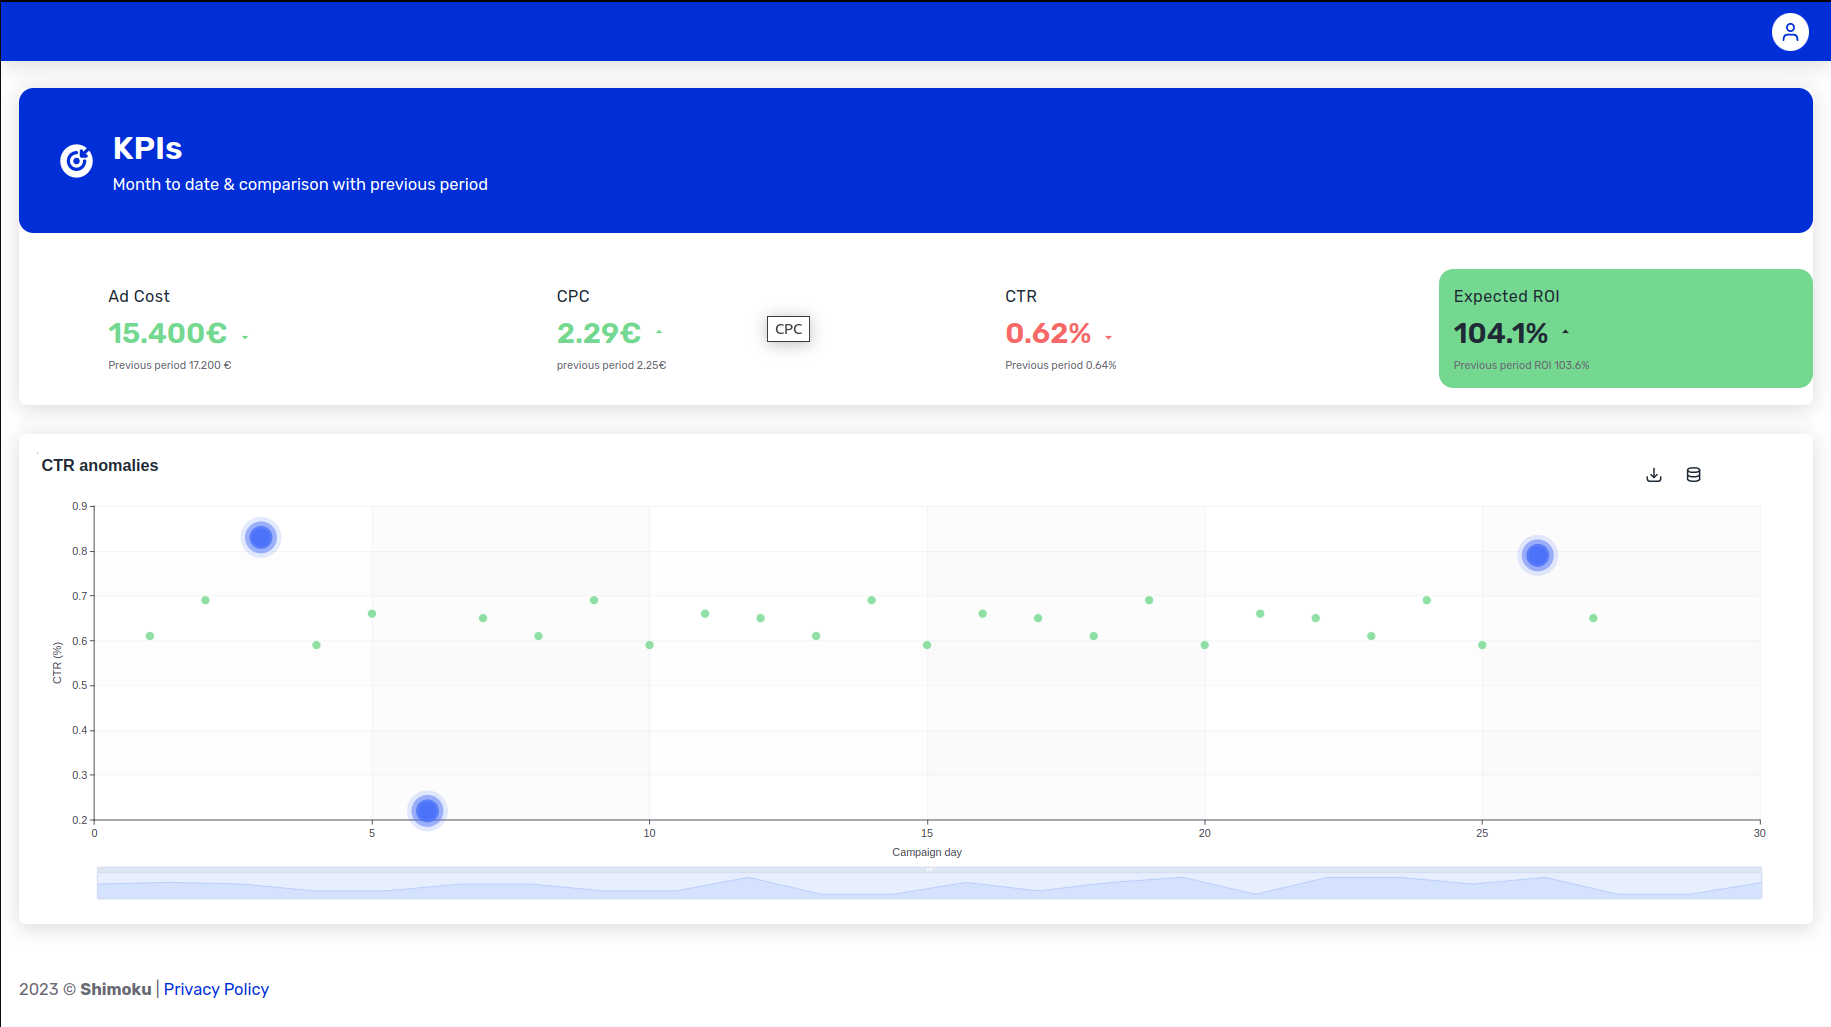 KPIs
Month to date & comparison with previous period
Ad Cost
15.400€
Previous period 17.200 €
CPC
2.29€
previous period 2.25€
CPC
CTR
0.62%
Previous period 0.64%
Expected ROI
104.1%
Previous period ROI 103.6%
CTR anomalies
CTR (%)
0.9
0.8
0.7
0.6
0.5
0.4
0.3
0.2
0 5 10 15 20 25 30
Campaign day
2023 © Shimoku | Privacy Policy